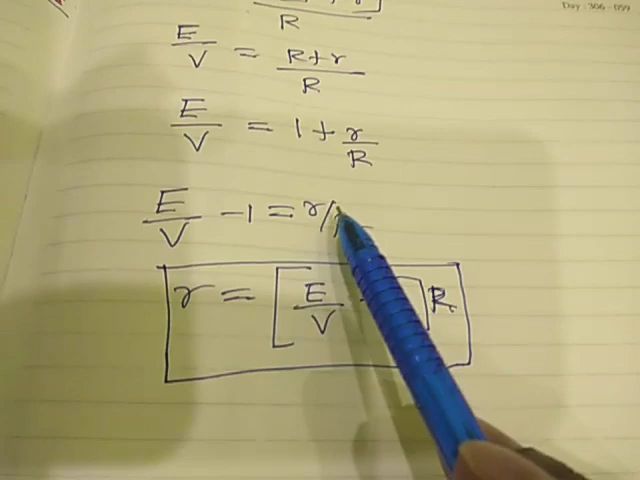 Day : 306 - 059
R
E/V = R+r/R
E/V = 1 + r/R
E/V - 1 = r/
r = [E/V ] R